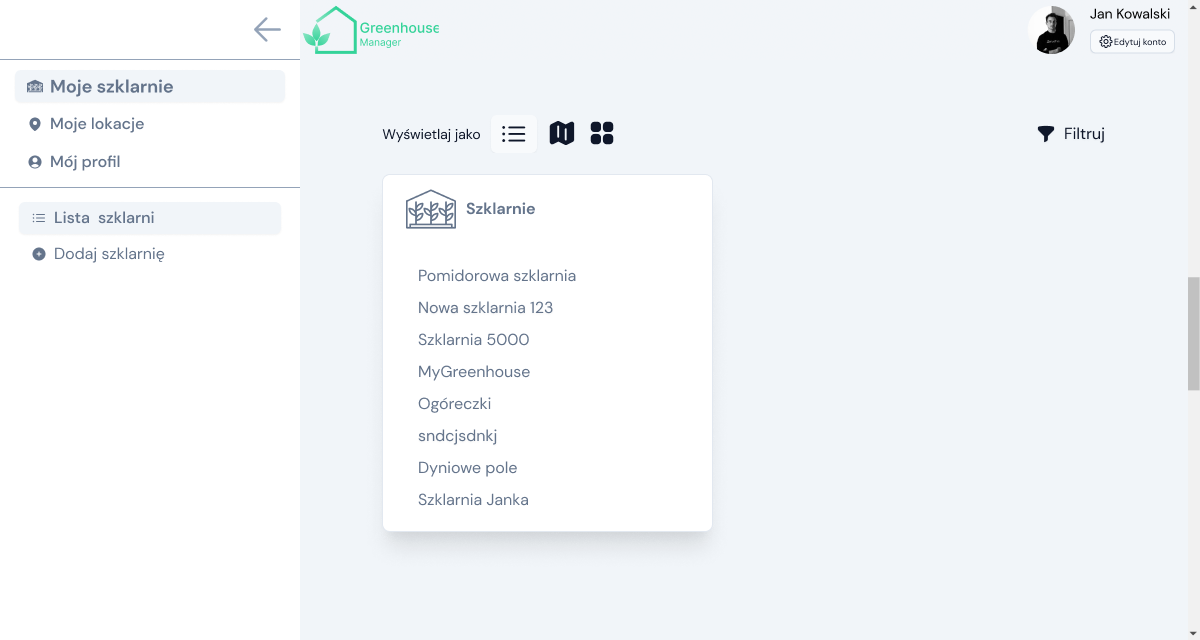 Moje szklarnie
Moje lokacje
Mój profil
Lista szklarni
Dodaj szklarnię
Greenhouse
Manager
Jan Kowalski
Edytuj konto
Wyświetlaj jako
Filtruj
Szklarnie
Pomidorowa szklarnia
Nowa szklarnia 123
Szklarnia 5000
MyGreenhouse
Ogóreczki
sndcjsdnkj
Dyniowe pole
Szklarnia Janka